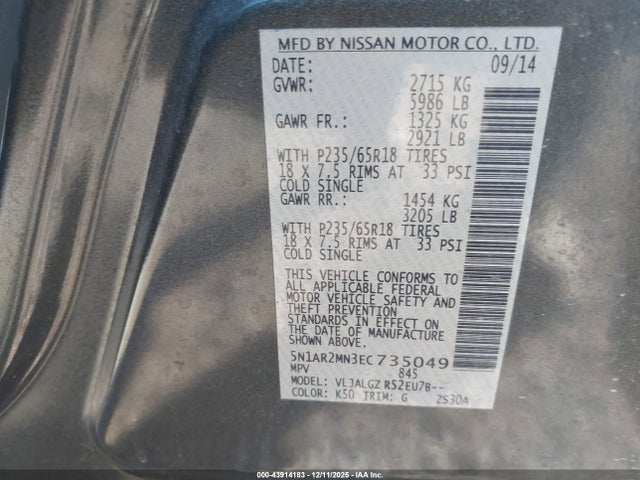 MFD BY NISSAN MOTOR CO., LTD.
DATE: 09/14
GVWR: 2715 KG
5986 LB
GAWR FR.: 1325 KG
2921 LB
WITH P235/65R18 TIRES
18 X 7.5 RIMS AT 33 PSI
COLD SINGLE
GAWR RR.: 1454 KG
3205 LB
WITH P235/65R18 TIRES
18 X 7.5 RIMS AT 33 PSI
COLD SINGLE
THIS VEHICLE CONFORMS TO
ALL APPLICABLE FEDERAL
MOTOR VEHICLE SAFETY AND
THEFT PREVENTION
STANDARDS IN EFFECT ON
THE DATE OF MANUFACTURE
SHOWN ABOVE.
5N1AR2MN3EC735049
MPV 845
MODEL: VLJALGZ R52EU7B--
COLOR: K50 TRIM: G 2S30A
00-43914183 - 12/11/2025 - IAA Inc.